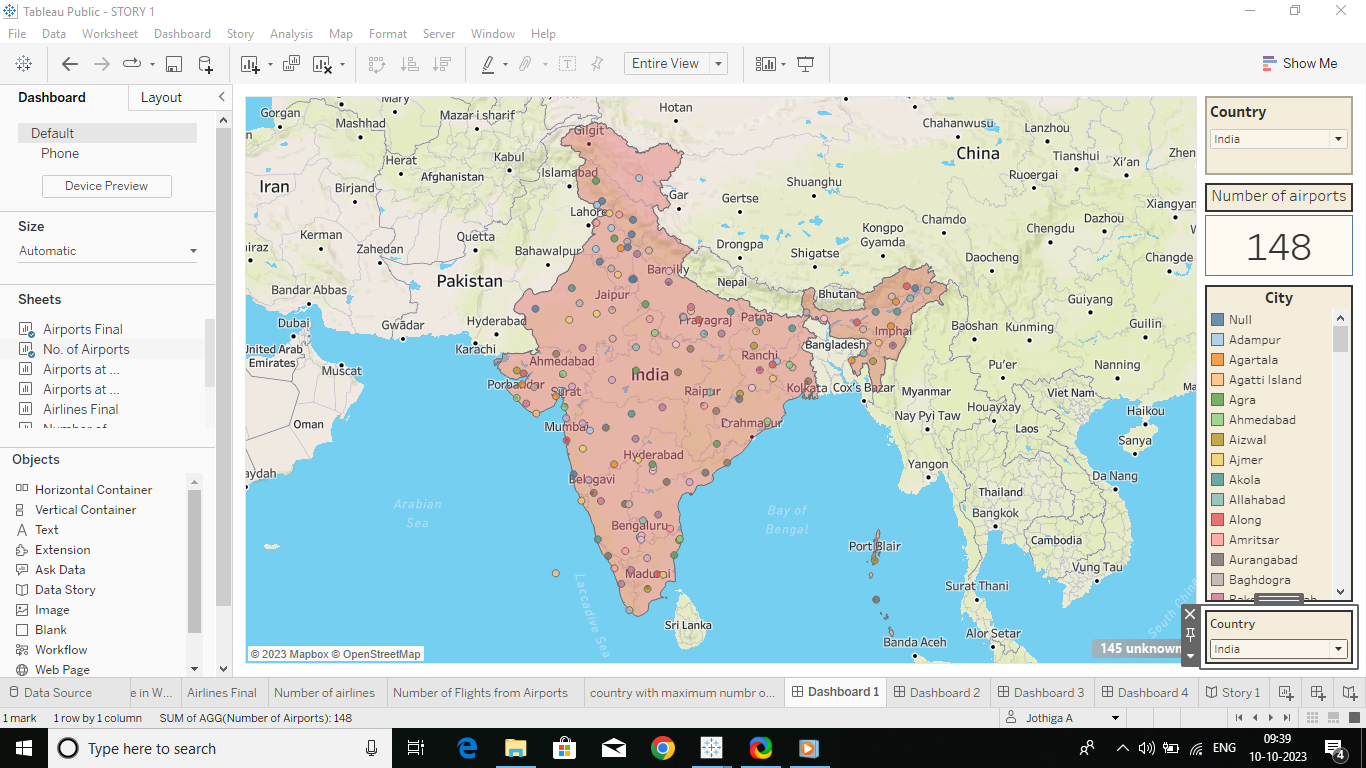 Tableau Public - STORY 1
File Data Worksheet Dashboard Story Analysis Map Format Server Window Help
Entire View
Show Me
Dashboard
Layout
Default
Phone
Device Preview
Size
Automatic
Sheets
Airports Final
No. of Airports
Airports at ...
Airports at ...
Airlines Final
Objects
Horizontal Container
Vertical Container
Text
Extension
Ask Data
Data Story
Image
Blank
Workflow
Web Page
Gorgan
Mary
Mashhad
Mazar i sharif
Hotan
Chahanwusu
Lanzhou
Gilgit
China
Tianshui
Xi'an
Zhen
Herat
Kabul
Afghanistan
Islamabad
Iran
Birjand
Gar
Gertse
Shuanghu
Ruoergai
Lahore
Xiangyan
Kerman
Zahedan
Quetta
Bahawalpur
Drongpa
Shigatse
Kongpo
Gyamda
Chamdo
Chengdu
Dazhou
Changde
Bareilly
Nepal
Daocheng
Pakistan
Bandar Abbas
Jaipur
Bhutan
Guiyang
Dubai
Gwādar
Hyderabad
Prayagraj
Patna
Imphal
Baoshan
Kunming
Guilin
Karachi
Bangladesh
United Arab
Emirates
Muscat
Ahmedabad
India
Ranchi
Pu'er
Nanning
Porbandar
Surat
Raipur
Kolkata
Cox's Bazar
Myanmar
Viet Nam
Oman
Mumbai
Brahmapur
Nay Pyi Taw
Houayxay
Laos
Haikou
Sanya
Hyderabad
Yangon
Da Nang
Belagavi
Thailand
Arabian
Sea
Bay of
Bengal
Bangkok
Bengaluru
Port Blair
Cambodia
Madurai
Vung Tau
Laccadive Sea
Surat Thani
Sri Lanka
Banda Aceh
Alor Setar
South China
© 2023 Mapbox © OpenStreetMap
145 unknown
Country
India
Number of airports
148
City
Null
Adampur
Agartala
Agatti Island
Agra
Ahmedabad
Aizwal
Ajmer
Akola
Allahabad
Along
Amritsar
Aurangabad
Baghdogra
Country
India
Data Source
e in W...
Airlines Final
Number of airlines
Number of Flights from Airports
country with maximum numbr o...
Dashboard 1
Dashboard 2
Dashboard 3
Dashboard 4
Story 1
1 mark 1 row by 1 column SUM of AGG(Number of Airports): 148
Jothiga A
Type here to search
ENG
09:39
10-10-2023
4